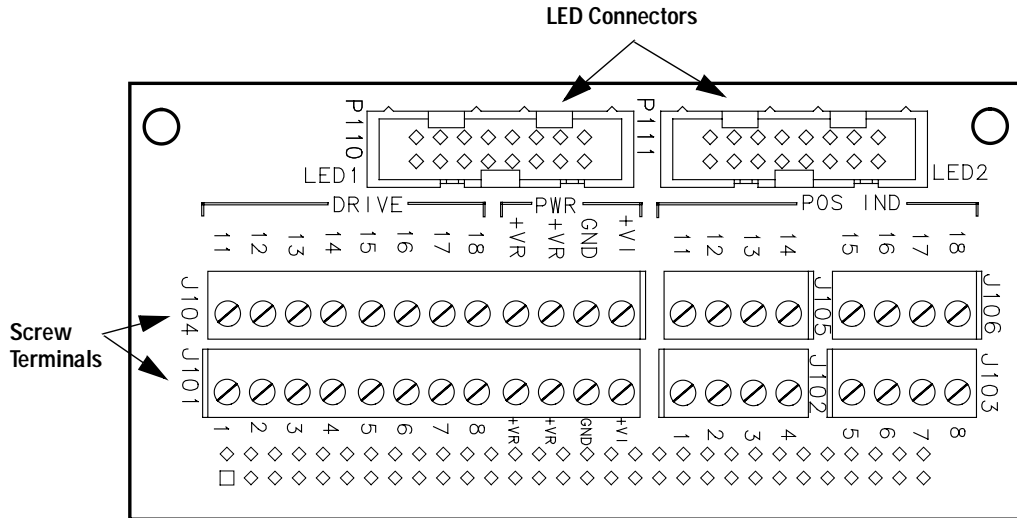 LED Connectors
P110
P111
LED1
LED2
DRIVE
PWR
POS IND
11 12 13 14 15 16 17 18 +VR +VR GND +VI 11 12 13 14 15 16 17 18
J104
J105
J106
Screw
Terminals
J101
J102
J103
1 2 3 4 5 6 7 8 +VR +VR GND +VI 1 2 3 4 5 6 7 8